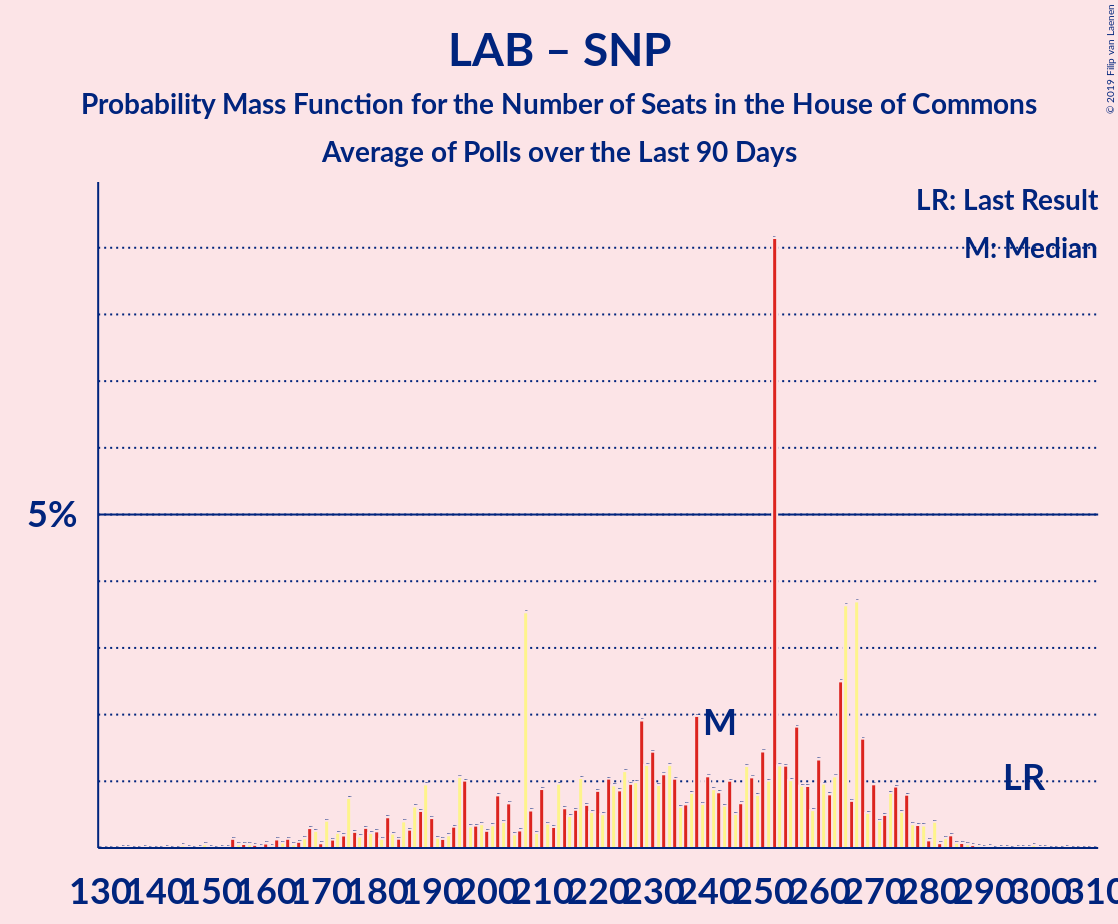 LAB – SNP
Probability Mass Function for the Number of Seats in the House of Commons
Average of Polls over the Last 90 Days
© 2019 Filip van Laenen
LR: Last Result
M: Median
5%
M
LR
130 140 150 160 170 180 190 200 210 220 230 240 250 260 270 280 290 300 310